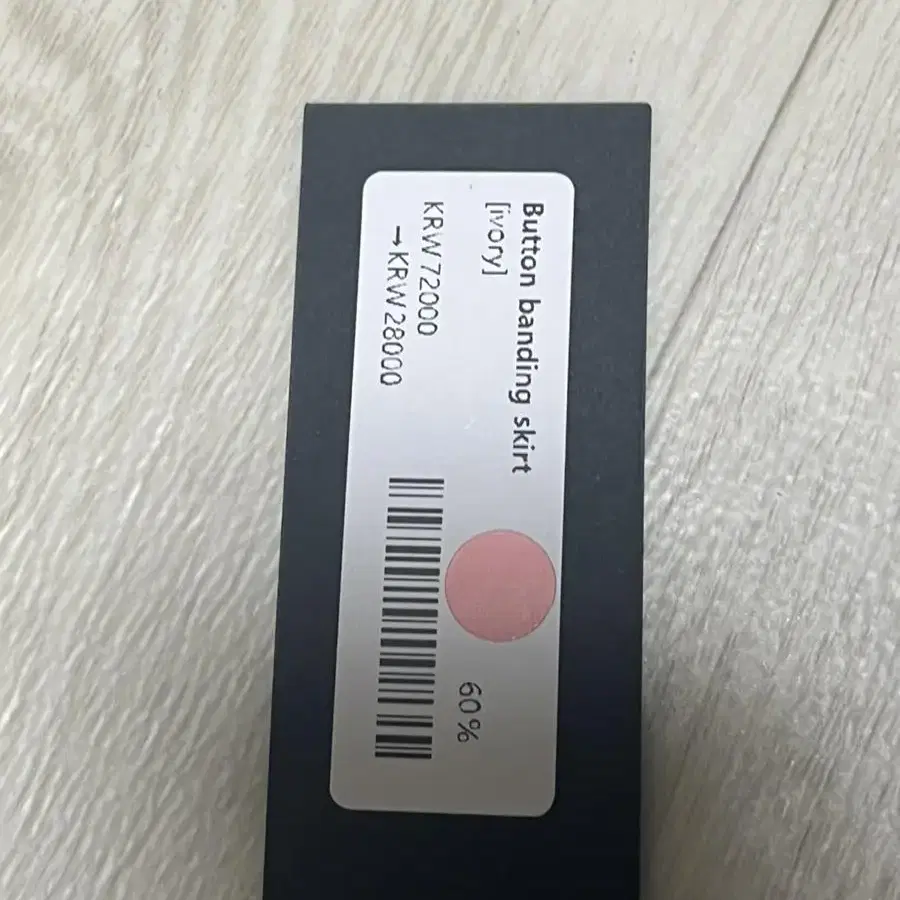 Button banding skirt
[ivory]
KRW 72000
→KRW 28000
60%